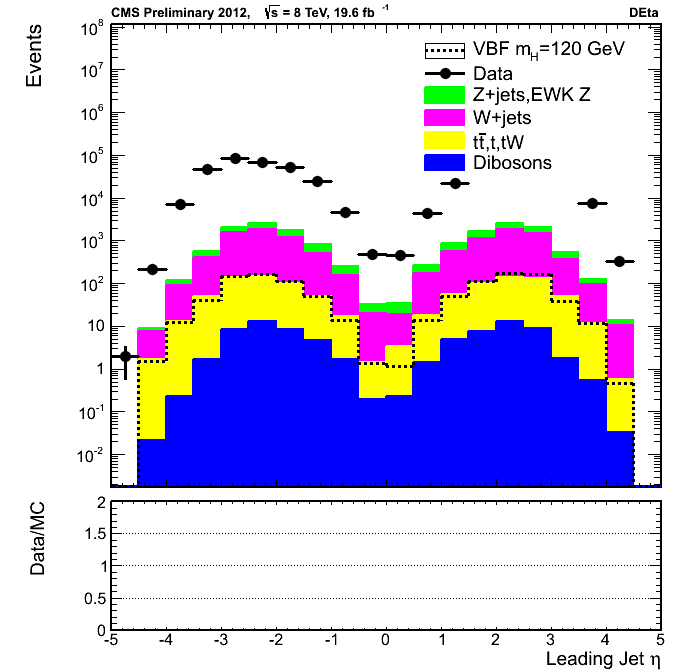 CMS Preliminary 2012, √s = 8 TeV, 19.6 fb⁻¹ DEta
Events
10⁸
10⁷
10⁶
10⁵
10⁴
10³
10²
10
1
10⁻¹
10⁻²
VBF m_H=120 GeV
Data
Z+jets,EWK Z
W+jets
tt̄,t,tW
Dibosons
Data/MC
2
1.5
1
0.5
0
-5 -4 -3 -2 -1 0 1 2 3 4 5
Leading Jet η